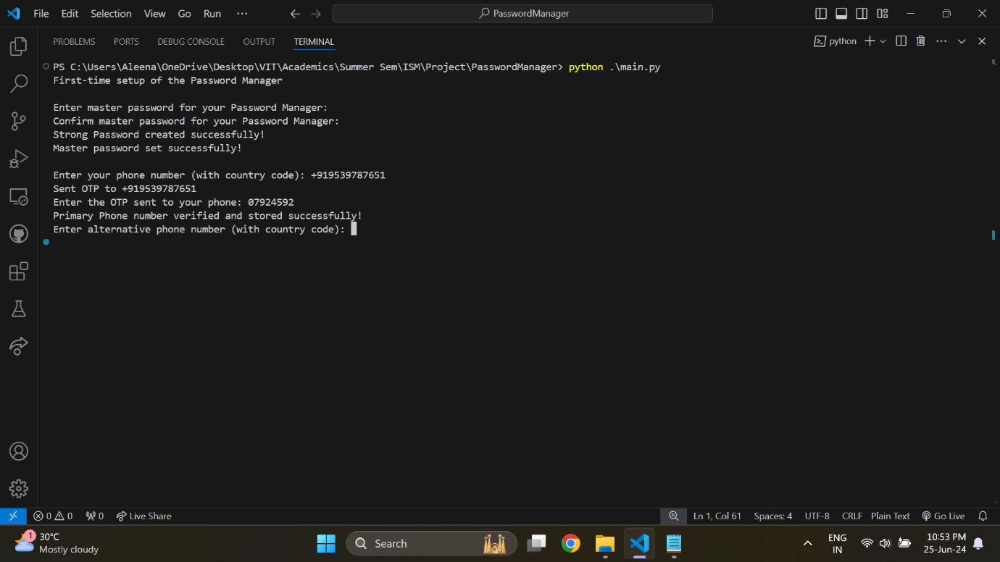 File Edit Selection View Go Run ··· PasswordManager
PROBLEMS PORTS DEBUG CONSOLE OUTPUT TERMINAL python
PS C:\Users\Aleena\OneDrive\Desktop\VIT\Academics\Summer Sem\ISM\Project\PasswordManager> python .\main.py
First-time setup of the Password Manager
Enter master password for your Password Manager:
Confirm master password for your Password Manager:
Strong Password created successfully!
Master password set successfully!
Enter your phone number (with country code): +919539787651
Sent OTP to +919539787651
Enter the OTP sent to your phone: 07924592
Primary Phone number verified and stored successfully!
Enter alternative phone number (with country code):
0 0 0 Live Share Ln 1, Col 61 Spaces: 4 UTF-8 CRLF Plain Text Go Live
1 30°C Search ENG 10:53 PM
Mostly cloudy IN 25-Jun-24